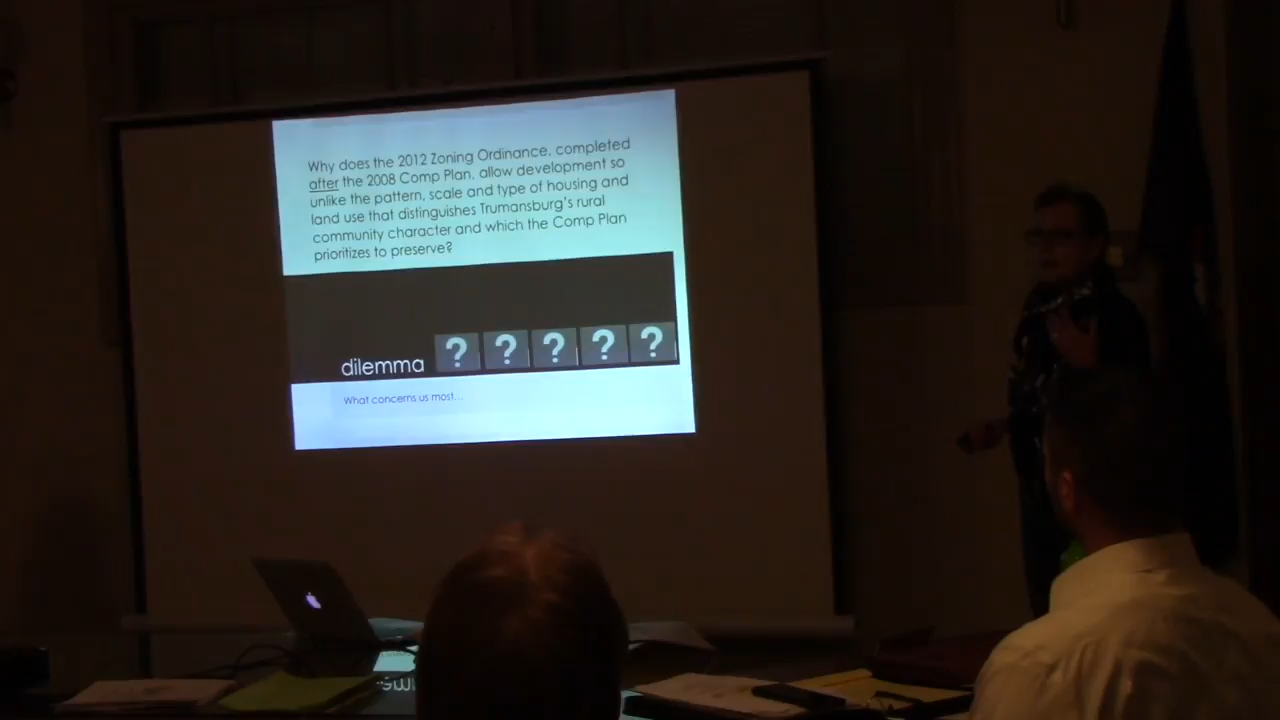 Why does the 2012 Zoning Ordinance, completed
after the 2008 Comp Plan, allow development so
unlike the pattern, scale and type of housing and
land use that distinguishes Trumansburg's rural
community character and which the Comp Plan
prioritizes to preserve?
dilemma ? ? ? ? ?
What concerns us most...